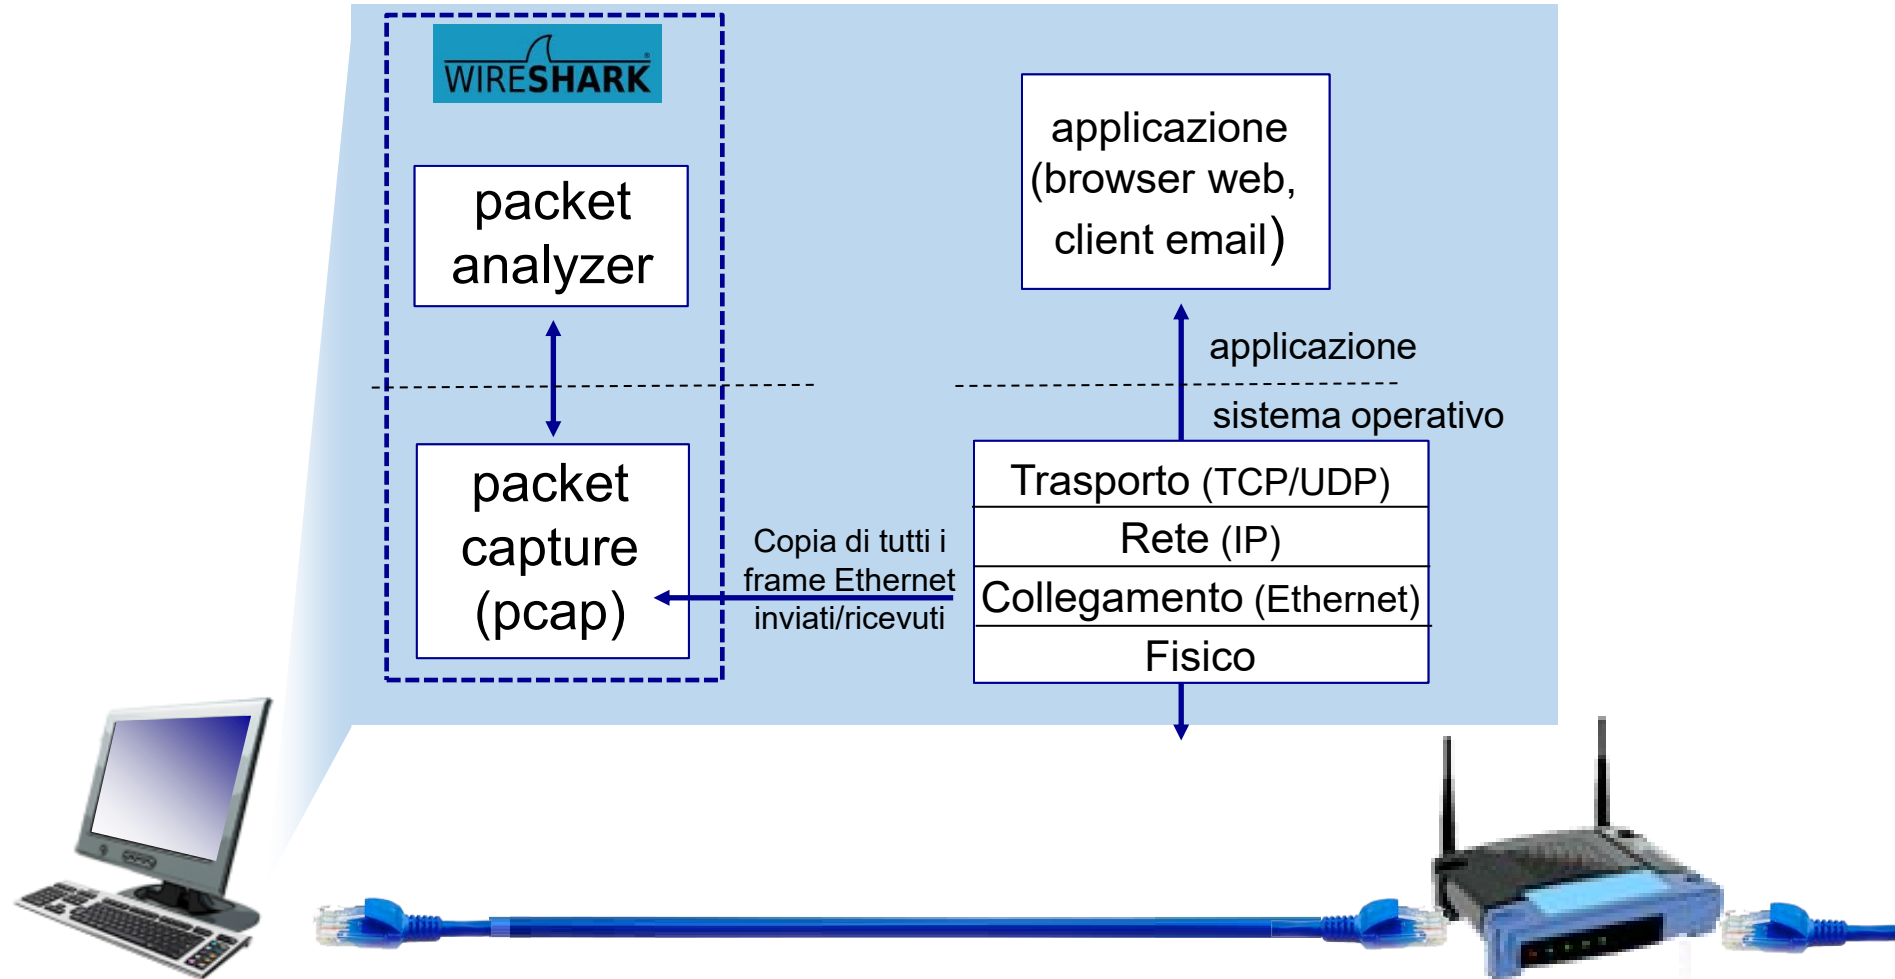 WIRESHARK
packet
analyzer
packet
capture
(pcap)
Copia di tutti i
frame Ethernet
inviati/ricevuti
applicazione
(browser web,
client email)
applicazione
sistema operativo
Trasporto (TCP/UDP)
Rete (IP)
Collegamento (Ethernet)
Fisico